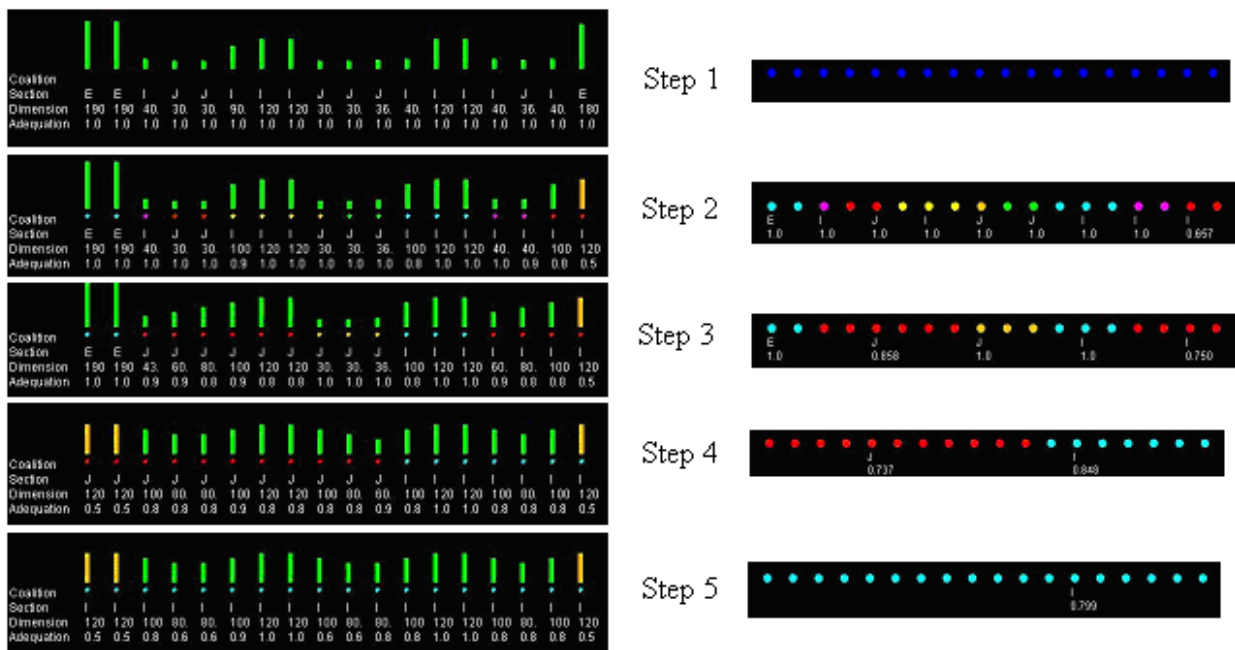 Coalition
Section E E I J J I I I J J J I I I I J I E
Dimension 190 190 40. 30. 30. 90. 120 120 30. 30. 36. 40. 120 120 40. 36. 40. 180
Adequation 1.0 1.0 1.0 1.0 1.0 1.0 1.0 1.0 1.0 1.0 1.0 1.0 1.0 1.0 1.0 1.0 1.0 1.0
Step 1
Coalition
Section E E I J J I I I J J J I I I I I I I
Dimension 190 190 40. 30. 30. 100 120 120 30. 30. 36. 100 120 120 40. 40. 100 120
Adequation 1.0 1.0 1.0 1.0 1.0 0.9 1.0 1.0 1.0 1.0 1.0 0.8 1.0 1.0 1.0 0.9 0.8 0.5
Step 2
E I J I I J J I I I
1.0 1.0 1.0 1.0 1.0 1.0 1.0 1.0 1.0 0.657
Coalition
Section E E J J J J J J J J J I I I I I I I
Dimension 190 190 43. 60. 80. 100 120 120 30. 30. 36. 100 120 120 60. 80. 100 120
Adequation 1.0 1.0 0.9 0.9 0.8 0.9 0.8 0.8 1.0 1.0 1.0 0.8 1.0 1.0 0.9 0.8 0.8 0.5
Step 3
E J J I I
1.0 0.858 1.0 1.0 0.750
Coalition
Section J J J J J J J J J J J I I I I I I I
Dimension 120 120 100 80. 80. 100 120 120 100 80. 60. 100 120 120 100 80. 100 120
Adequation 0.5 0.5 0.8 0.8 0.8 0.9 0.8 0.8 0.8 0.8 0.9 0.8 1.0 1.0 0.8 0.8 0.8 0.5
Step 4
J I
0.737 0.848
Coalition
Section I I I I I I I I I I I I I I I I I I
Dimension 120 120 100 80. 80. 100 120 120 100 80. 80. 100 120 120 100 80. 100 120
Adequation 0.5 0.5 0.8 0.6 0.6 0.9 1.0 1.0 0.6 0.6 0.8 0.8 1.0 1.0 0.8 0.8 0.8 0.5
Step 5
I
0.799